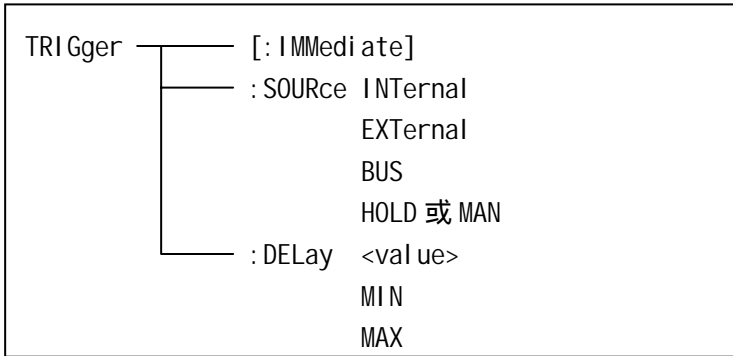 TRIGger [:IMMediate]
:SOURce INTernal
EXTernal
BUS
HOLD 或 MAN
:DELay <value>
MIN
MAX